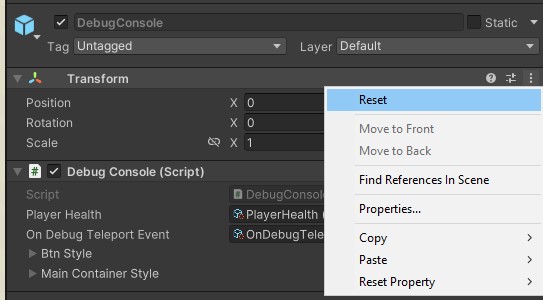 DebugConsole
Static
Tag Untagged Layer Default
Transform
Position X 0
Rotation X 0
Scale X 1
Reset
Move to Front
Move to Back
Find References In Scene
Properties...
Copy
Paste
Reset Property
# Debug Console (Script)
Script # DebugConsole
Player Health PlayerHealth (
On Debug Teleport Event OnDebugTele
Btn Style
Main Container Style